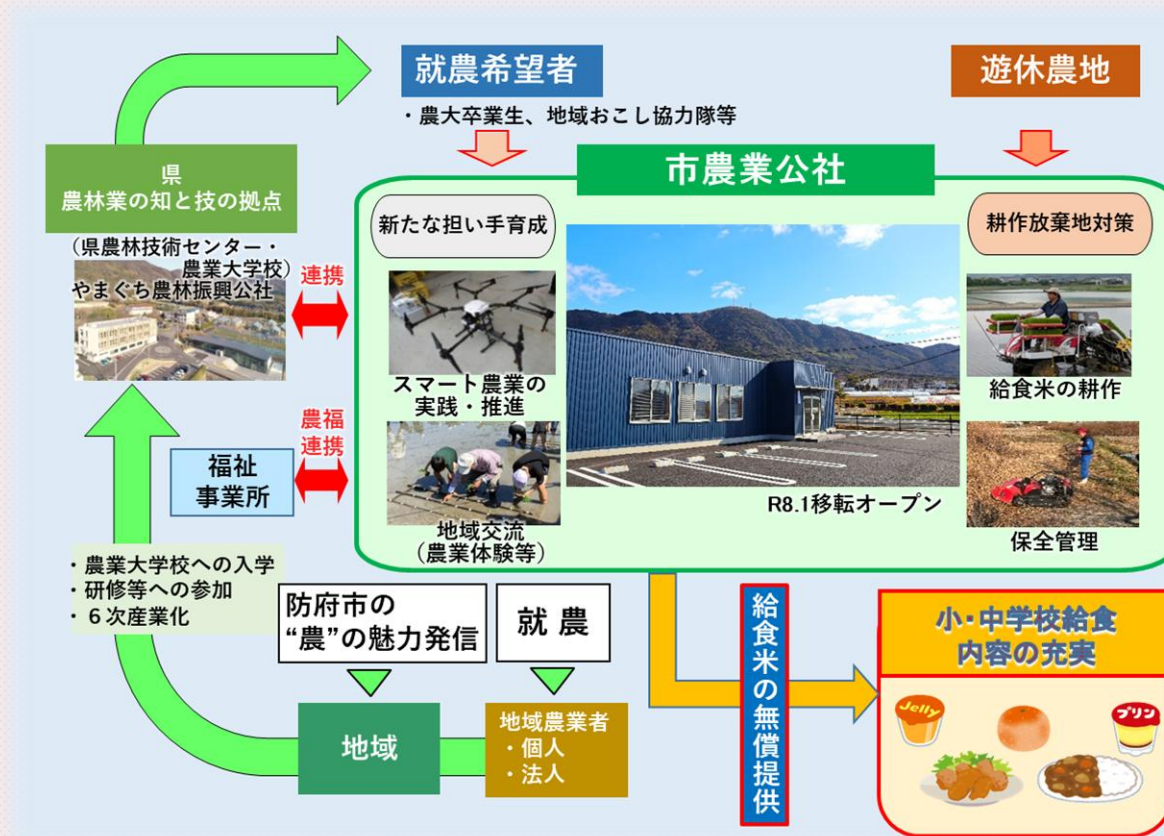 就農希望者
・農大卒業生、地域おこし協力隊等
遊休農地
県
農林業の知と技の拠点
(県農林技術センター・
農業大学校)
やまぐち農林振興公社
連携
市農業公社
新たな担い手育成
耕作放棄地対策
スマート農業の
実践・推進
給食米の耕作
農福
連携
福祉
事業所
地域交流
(農業体験等)
R8.1移転オープン
保全管理
・農業大学校への入学
・研修等への参加
・6次産業化
防府市の
“農”の魅力発信
就農
地域
地域農業者
・個人
・法人
給食米の無償提供
小・中学校給食
内容の充実
Jelly
プリン